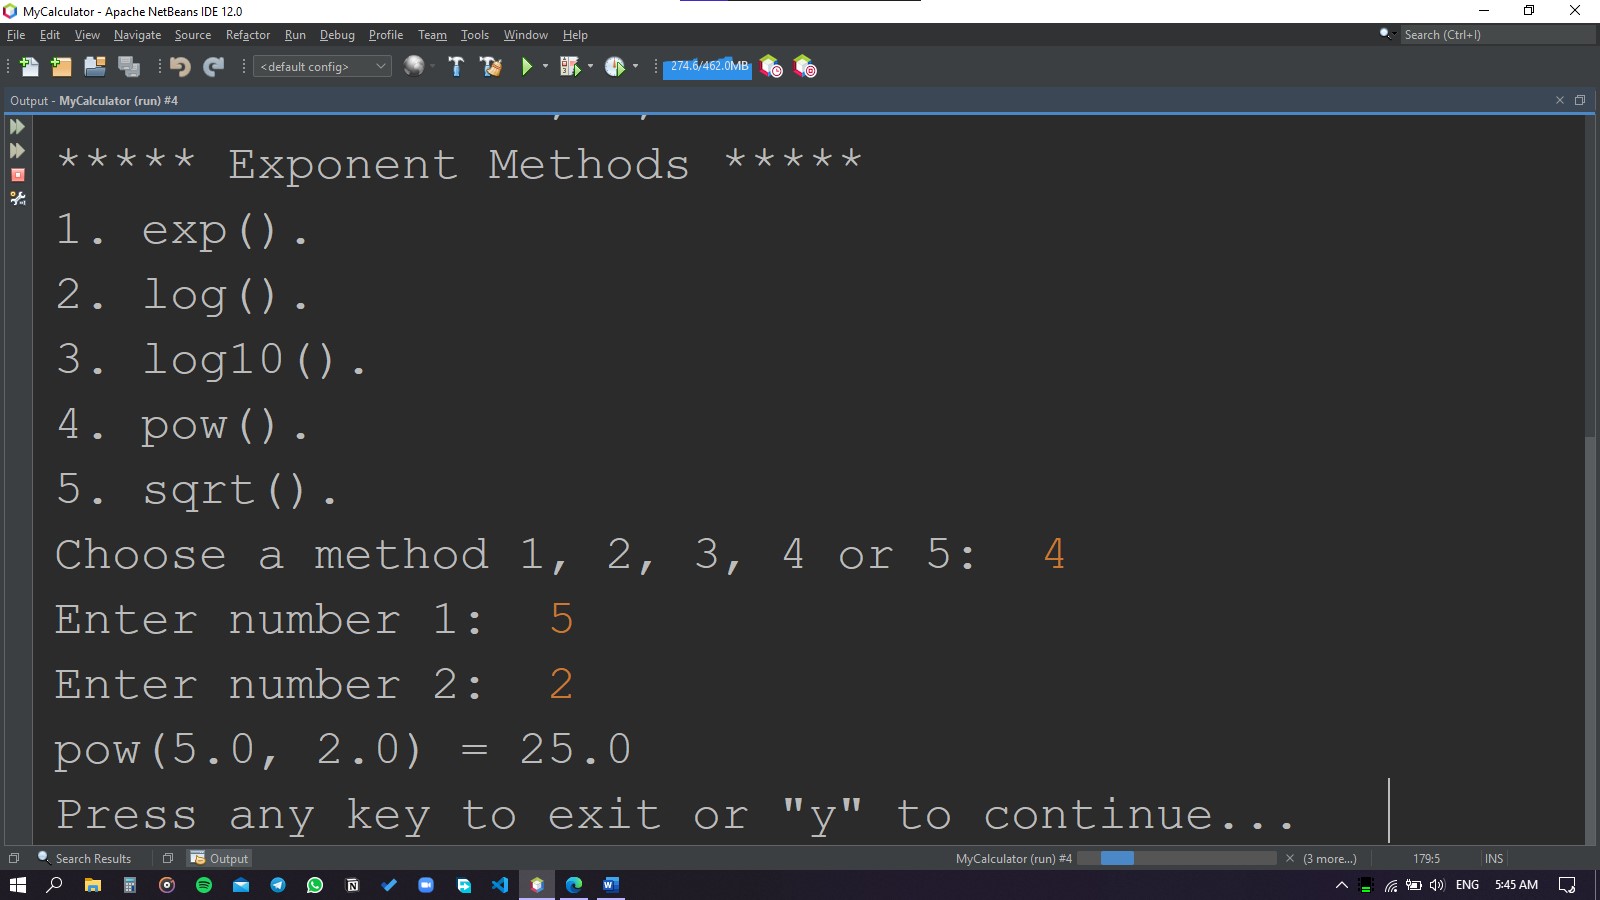 MyCalculator - Apache NetBeans IDE 12.0
File Edit View Navigate Source Refactor Run Debug Profile Team Tools Window Help
Search (Ctrl+I)
<default config>
274.6/462.0MB
Output - MyCalculator (run) #4
***** Exponent Methods *****
1. exp().
2. log().
3. log10().
4. pow().
5. sqrt().
Choose a method 1, 2, 3, 4 or 5: 4
Enter number 1: 5
Enter number 2: 2
pow(5.0, 2.0) = 25.0
Press any key to exit or "y" to continue...
Search Results Output MyCalculator (run) #4 (3 more...) 179:5 INS
ENG 5:45 AM